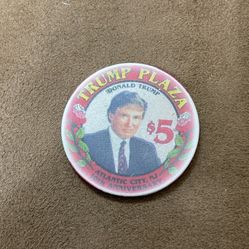 TRUMP PLAZA
DONALD TRUMP
$5
ATLANTIC CITY, NJ
ANNIVERSARY